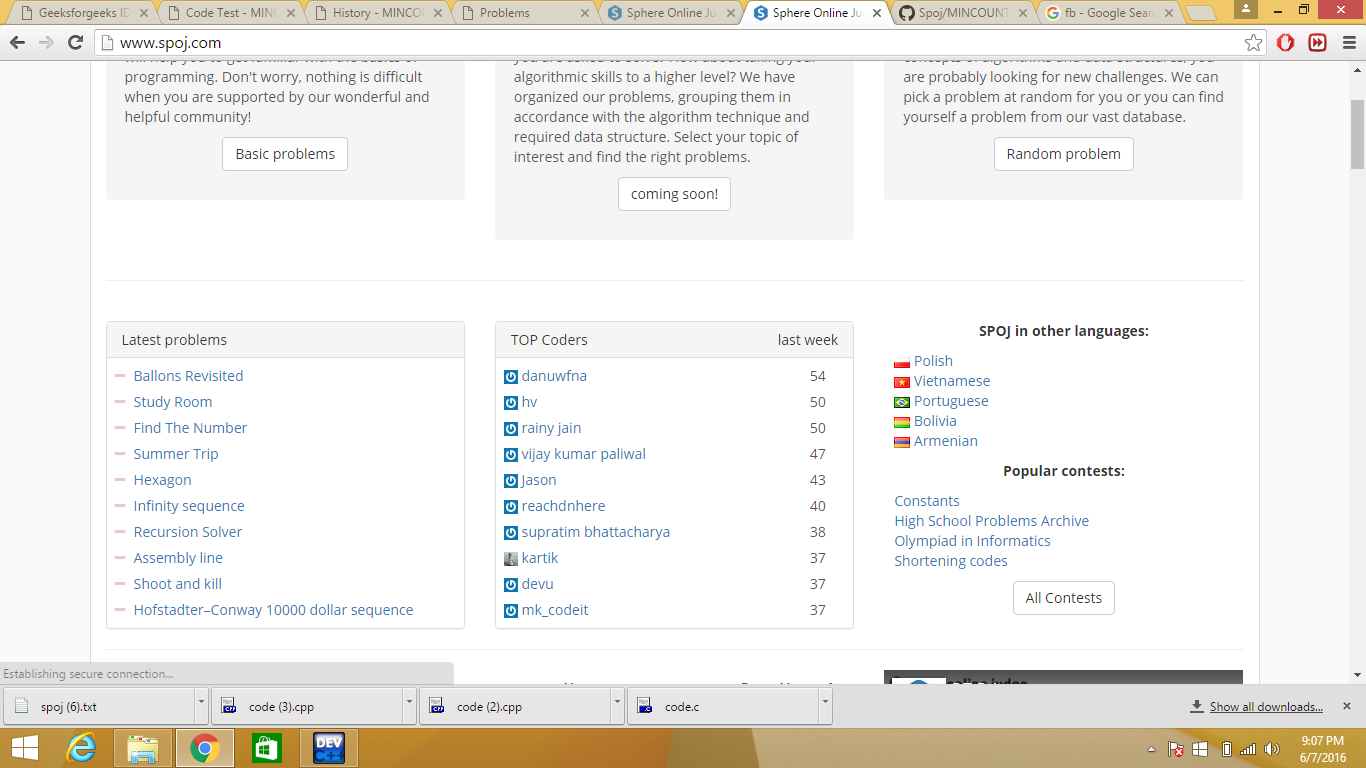 Geeksforgeeks ID
Code Test - MINC
History - MINCO
Problems
Sphere Online Ju
Sphere Online Ju
Spoj/MINCOUNT
fb - Google Sear
www.spoj.com
programming. Don't worry, nothing is difficult
when you are supported by our wonderful and
helpful community!
Basic problems
algorithmic skills to a higher level? We have
organized our problems, grouping them in
accordance with the algorithm technique and
required data structure. Select your topic of
interest and find the right problems.
coming soon!
are probably looking for new challenges. We can
pick a problem at random for you or you can find
yourself a problem from our vast database.
Random problem
Latest problems
Ballons Revisited
Study Room
Find The Number
Summer Trip
Hexagon
Infinity sequence
Recursion Solver
Assembly line
Shoot and kill
Hofstadter–Conway 10000 dollar sequence
TOP Coders last week
danuwfna 54
hv 50
rainy jain 50
vijay kumar paliwal 47
Jason 43
reachdnhere 40
supratim bhattacharya 38
kartik 37
devu 37
mk_codeit 37
SPOJ in other languages:
Polish
Vietnamese
Portuguese
Bolivia
Armenian
Popular contests:
Constants
High School Problems Archive
Olympiad in Informatics
Shortening codes
All Contests
Establishing secure connection...
spoj (6).txt
code (3).cpp
code (2).cpp
code.c
Show all downloads...
DEV
C++
9:07 PM
6/7/2016